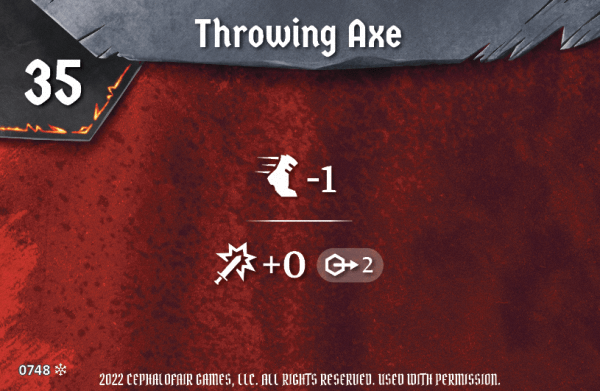 Throwing Axe
35
-1
+0 2
0748
2022 CEPHALOFAIR GAMES, LLC. ALL RIGHTS RESERVED. USED WITH PERMISSION.